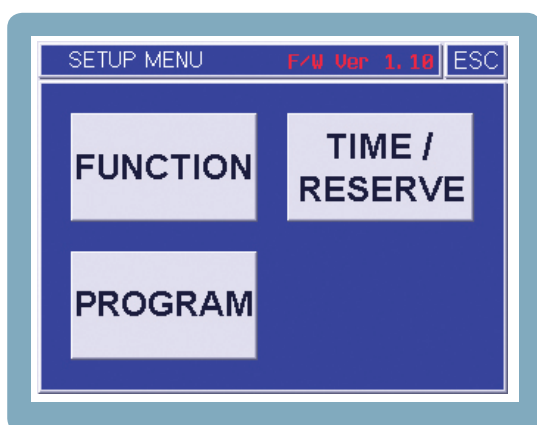 SETUP MENU F/W Ver 1.10 ESC
FUNCTION
TIME /
RESERVE
PROGRAM